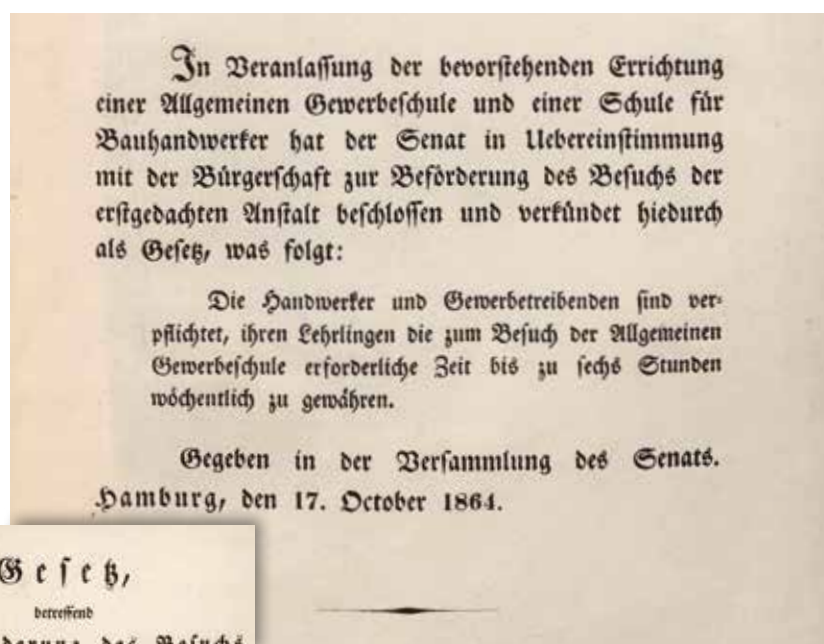 In Veranlassung der bevorstehenden Errichtung
einer Allgemeinen Gewerbeschule und einer Schule für
Bauhandwerker hat der Senat in Uebereinstimmung
mit der Bürgerschaft zur Beförderung des Besuchs der
erstgedachten Anstalt beschlossen und verkündet hiedurch
als Gesetz, was folgt:
Die Handwerker und Gewerbetreibenden sind ver-
pflichtet, ihren Lehrlingen die zum Besuch der Allgemeinen
Gewerbeschule erforderliche Zeit bis zu sechs Stunden
wöchentlich zu gewähren.
Gegeben in der Versammlung des Senats.
Hamburg, den 17. October 1864.
Gesetz,
betreffend
des Besuchs